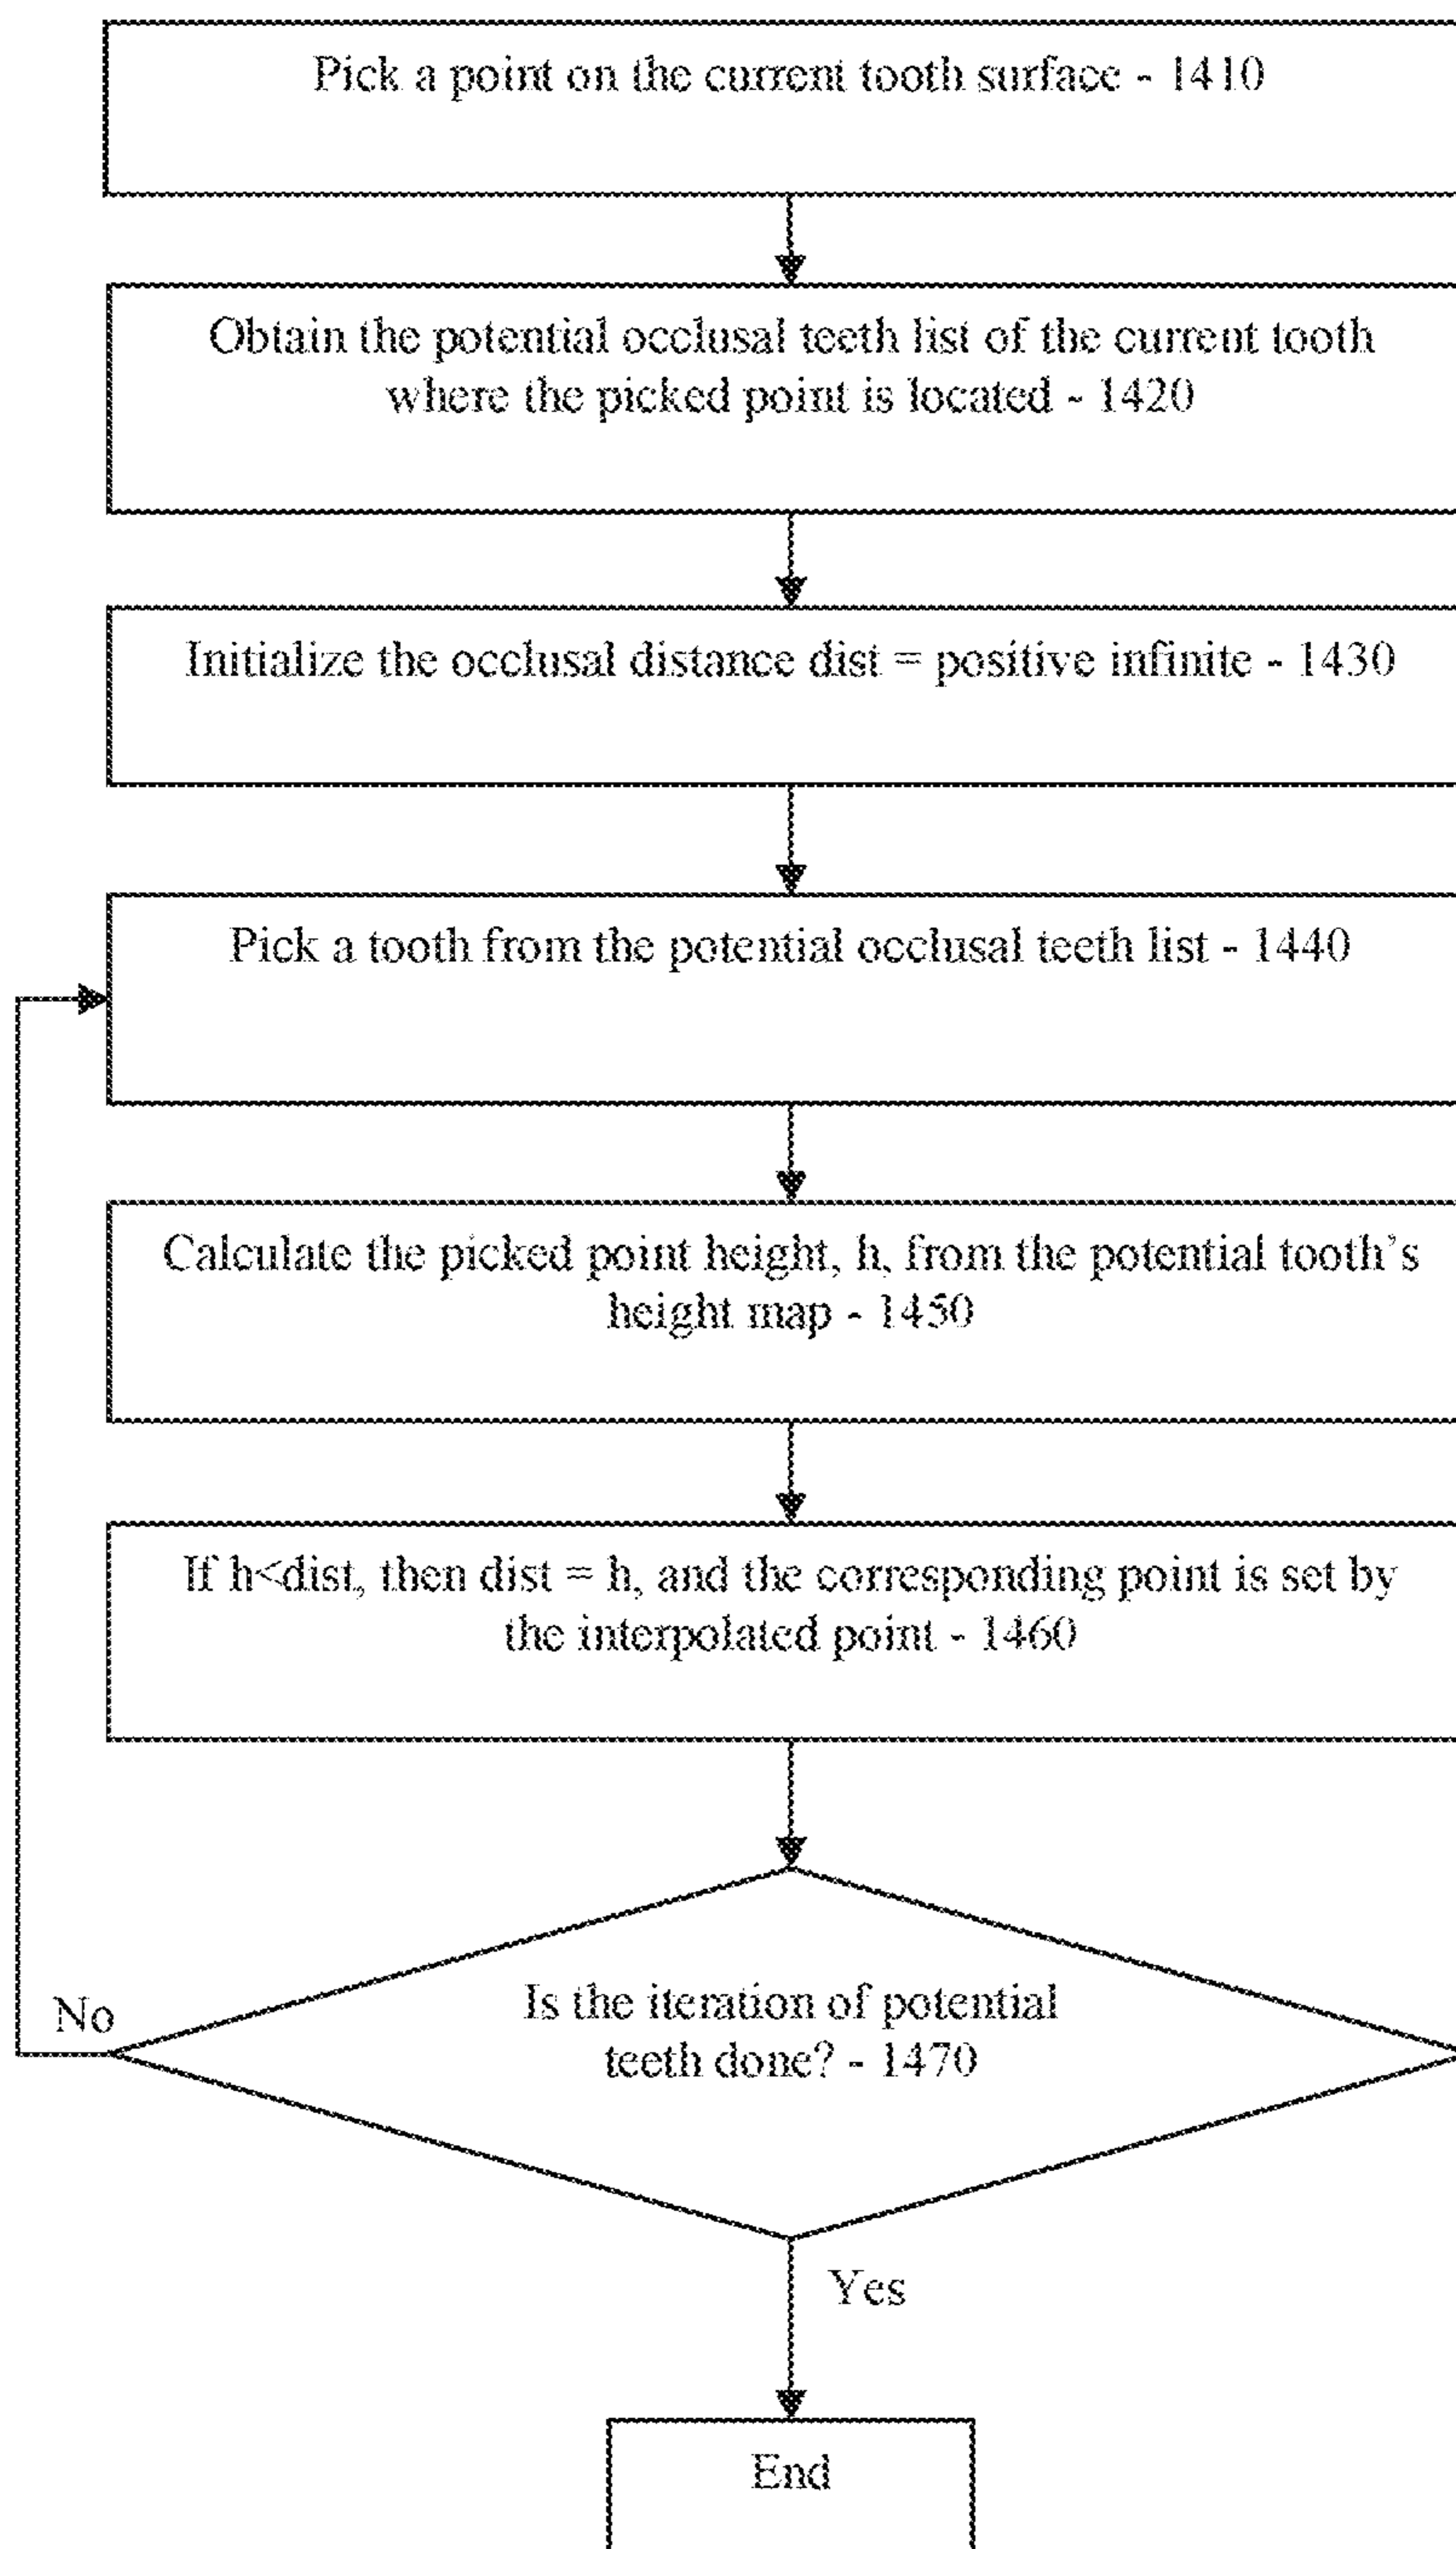 Pick a point on the current tooth surface - 1410
Obtain the potential occlusal teeth list of the current tooth
where the picked point is located - 1420
Initialize the occlusal distance dist = positive infinite - 1430
Pick a tooth from the potential occlusal teeth list - 1440
Calculate the picked point height, h, from the potential tooth's
height map - 1450
If h<dist, then dist = h, and the corresponding point is set by
the interpolated point - 1460
Is the iteration of potential
teeth done? - 1470
No
Yes
End